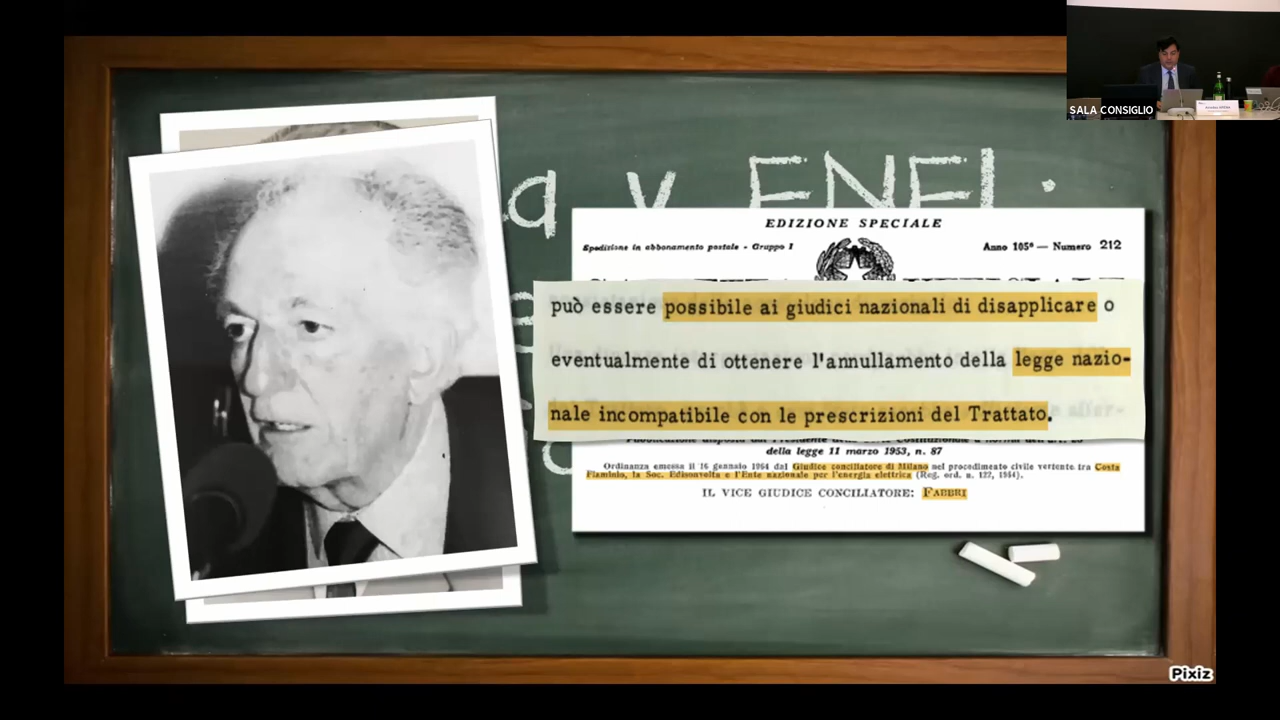 SALA CONSIGLIO
a v ENEL.
EDIZIONE SPECIALE
Spedizione in abbonamento postale - Gruppo I
Anno 105° — Numero 212
può essere possibile ai giudici nazionali di disapplicare o
eventualmente di ottenere l'annullamento della legge nazio-
nale incompatibile con le prescrizioni del Trattato.
della legge 11 marzo 1953, n. 87
Ordinanza emessa il 16 gennaio 1964 dal Giudice conciliatore di Milano nel procedimento civile vertente tra Costa
Flaminio, la Soc. Edisonvolta e l'Ente nazionale per l'energia elettrica (Reg. ord. n. 122, 1964).
IL VICE GIUDICE CONCILIATORE: FABBRI
Pixiz